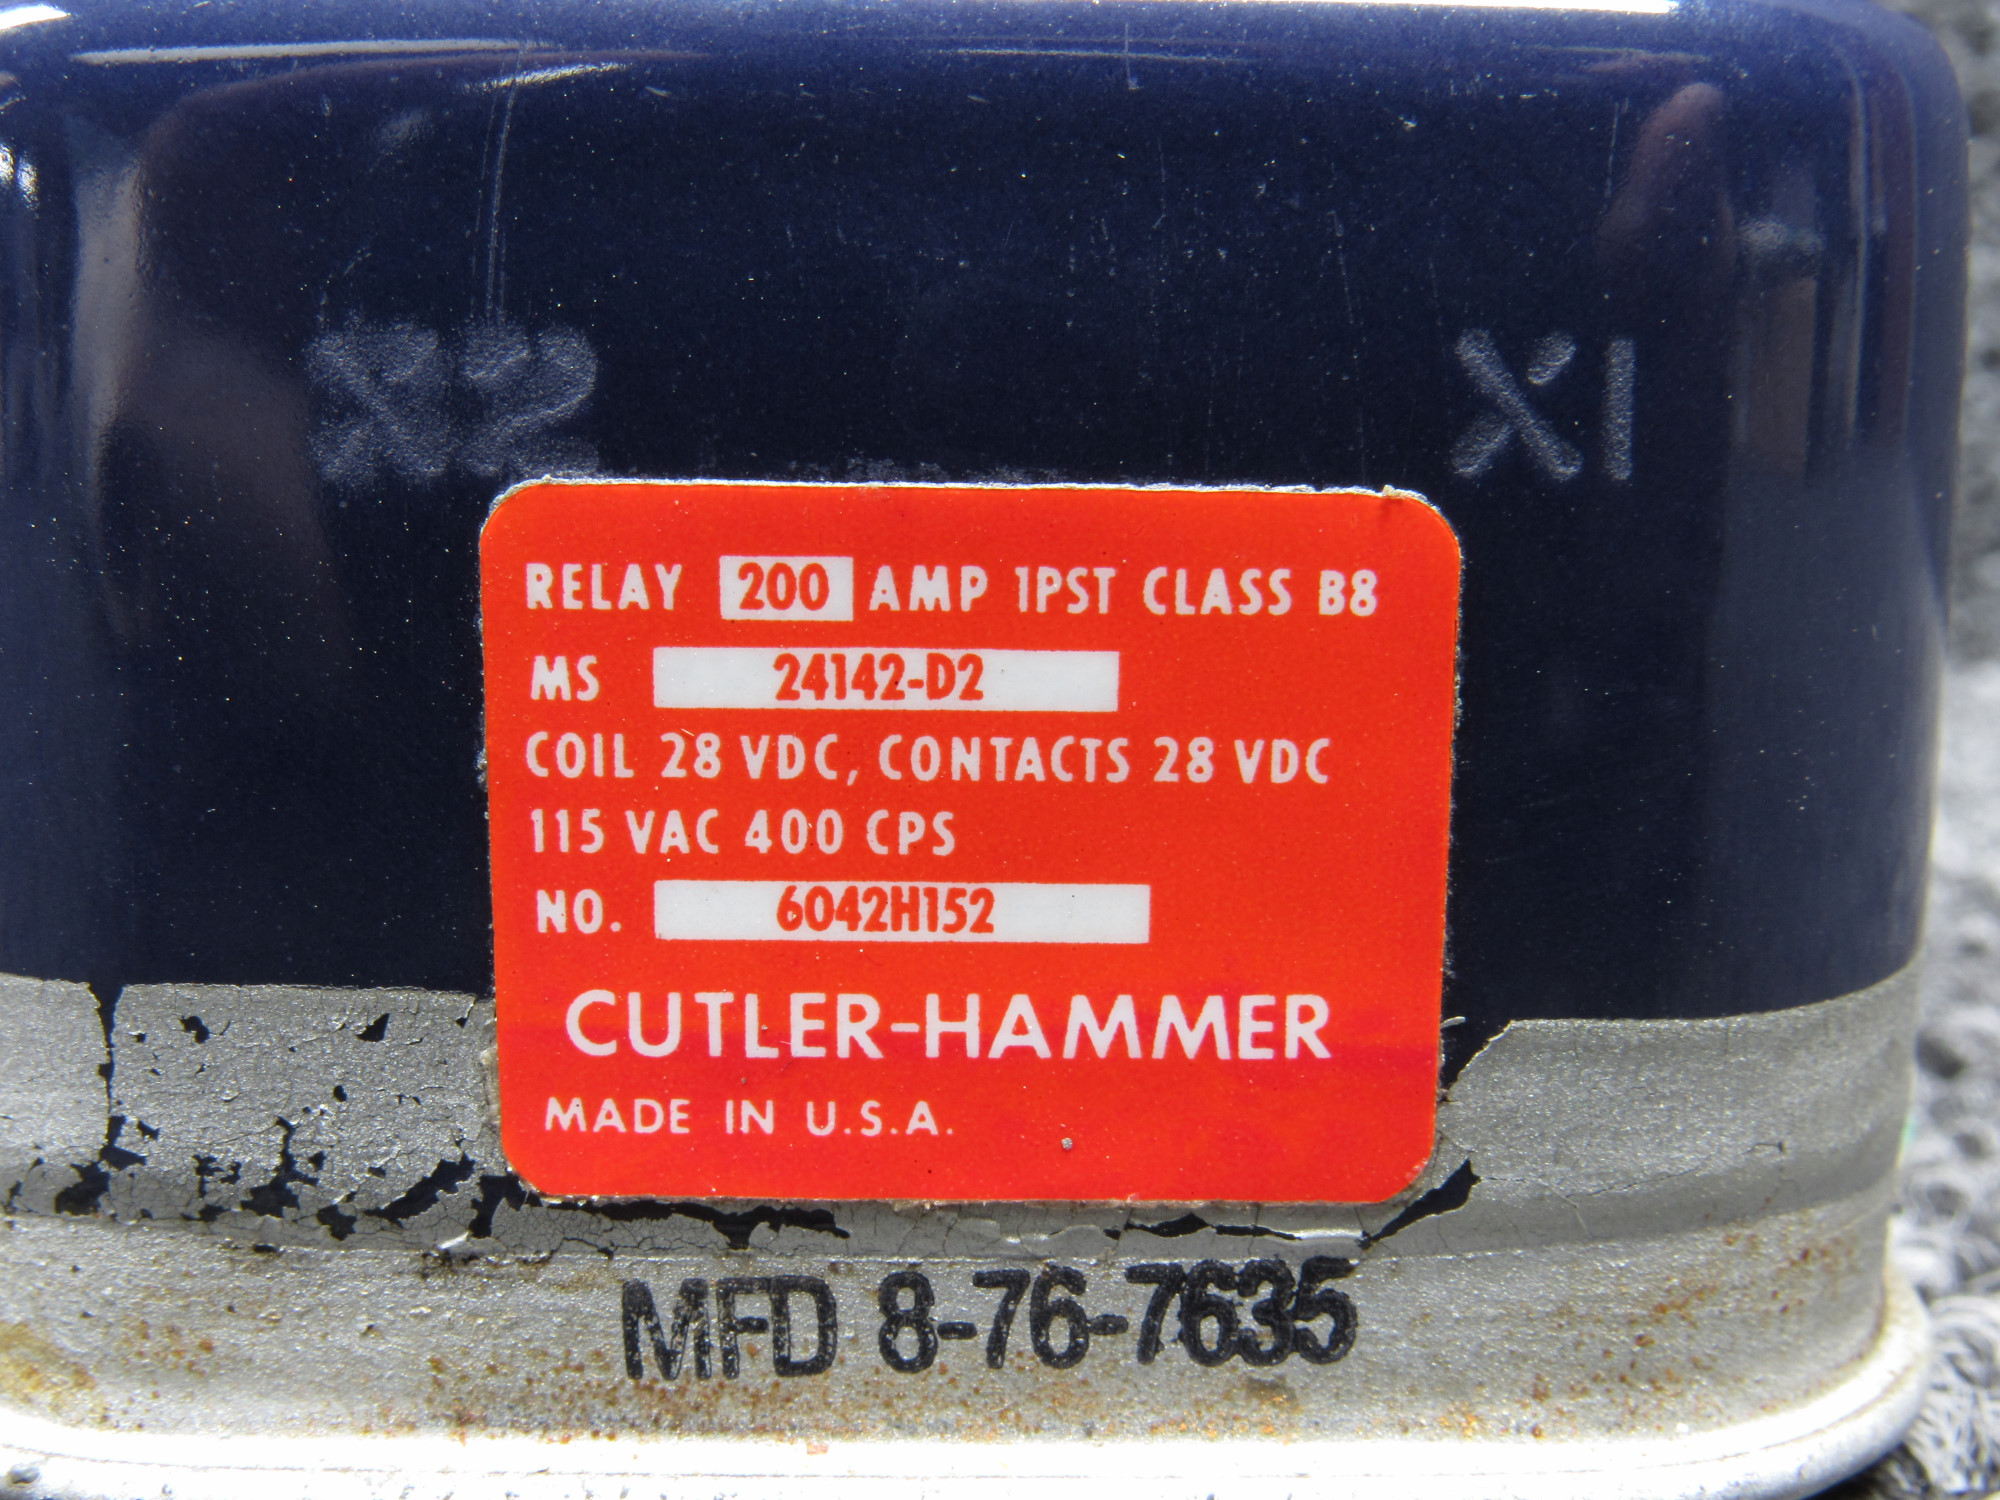 X2 X1
RELAY 200 AMP 1PST CLASS B8
MS 24142-D2
COIL 28 VDC, CONTACTS 28 VDC
115 VAC 400 CPS
NO. 6042H152
CUTLER-HAMMER
MADE IN U.S.A.
MFD 8-76-7635